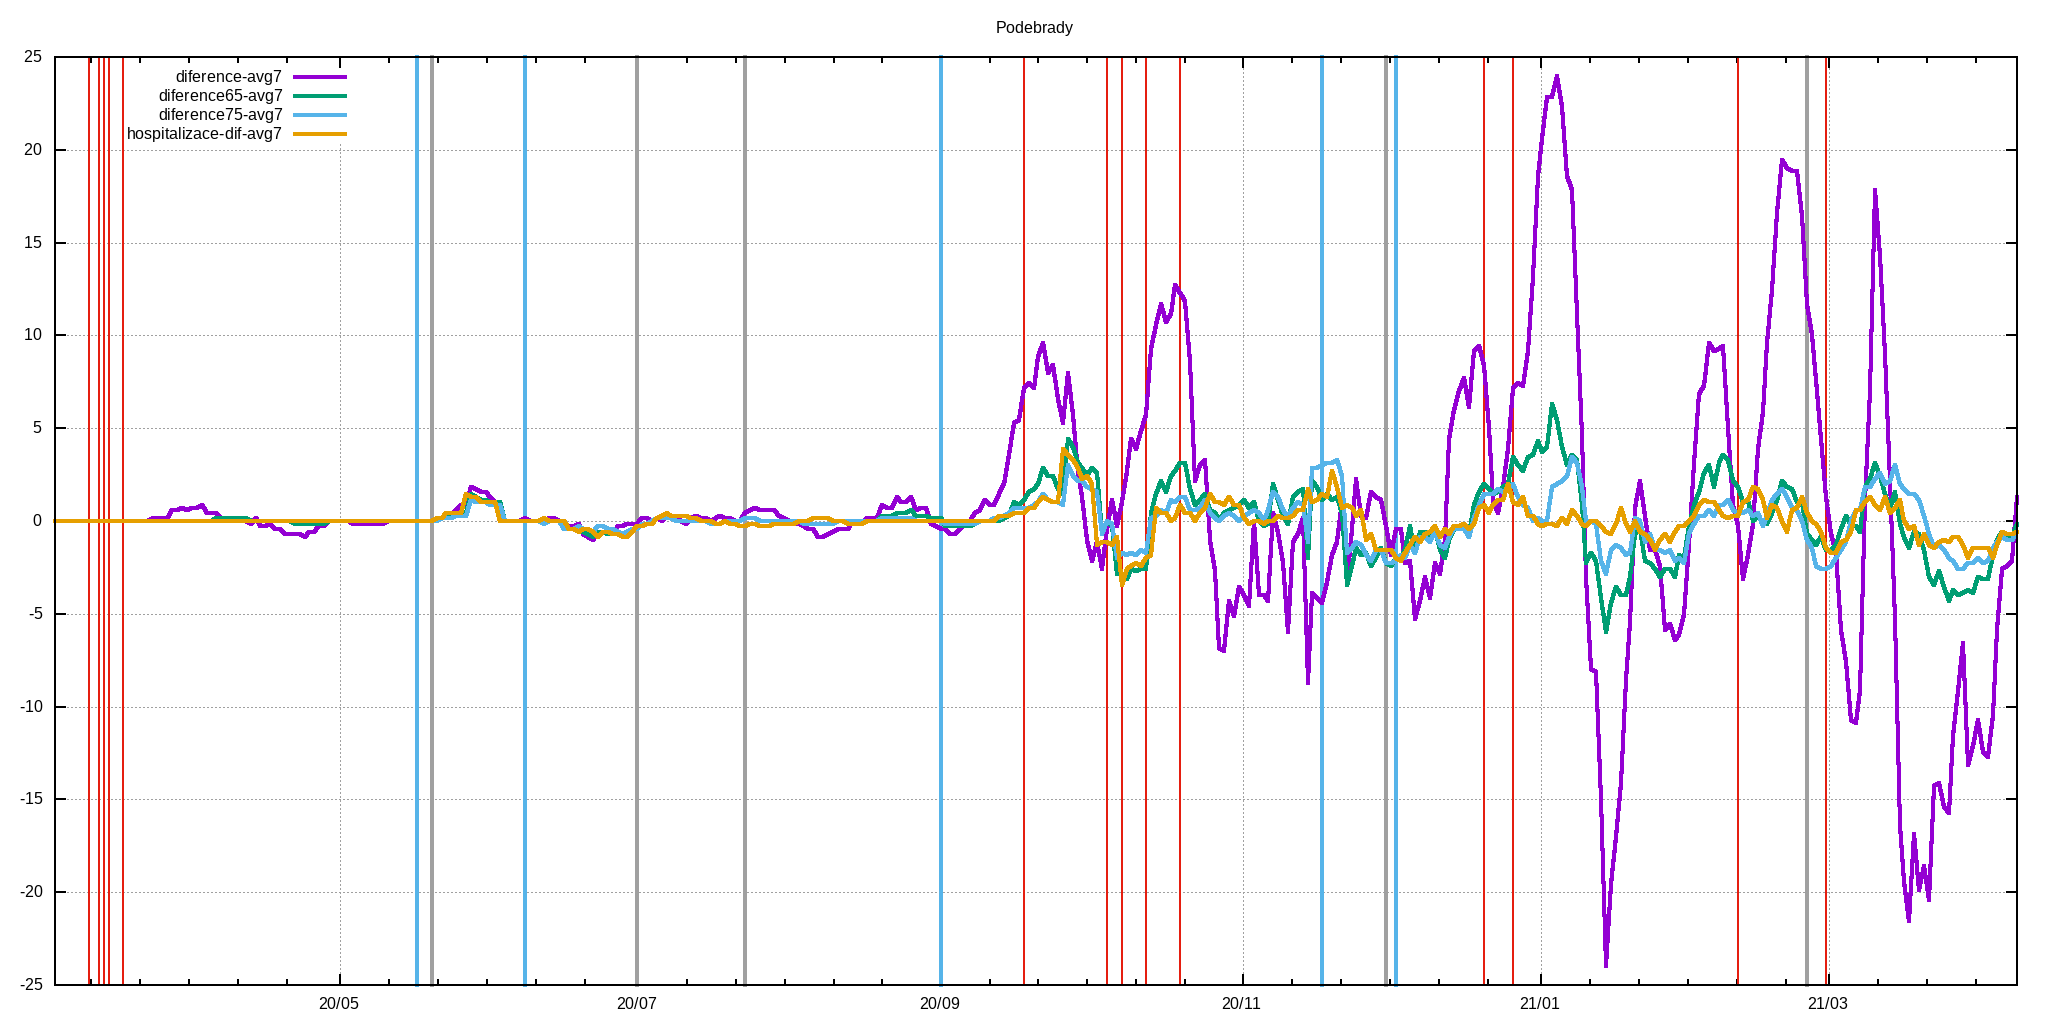 Podebrady
diference-avg7
diference65-avg7
diference75-avg7
hospitalizace-dif-avg7
25
20
15
10
5
0
-5
-10
-15
-20
-25
20/05 20/07 20/09 20/11 21/01 21/03